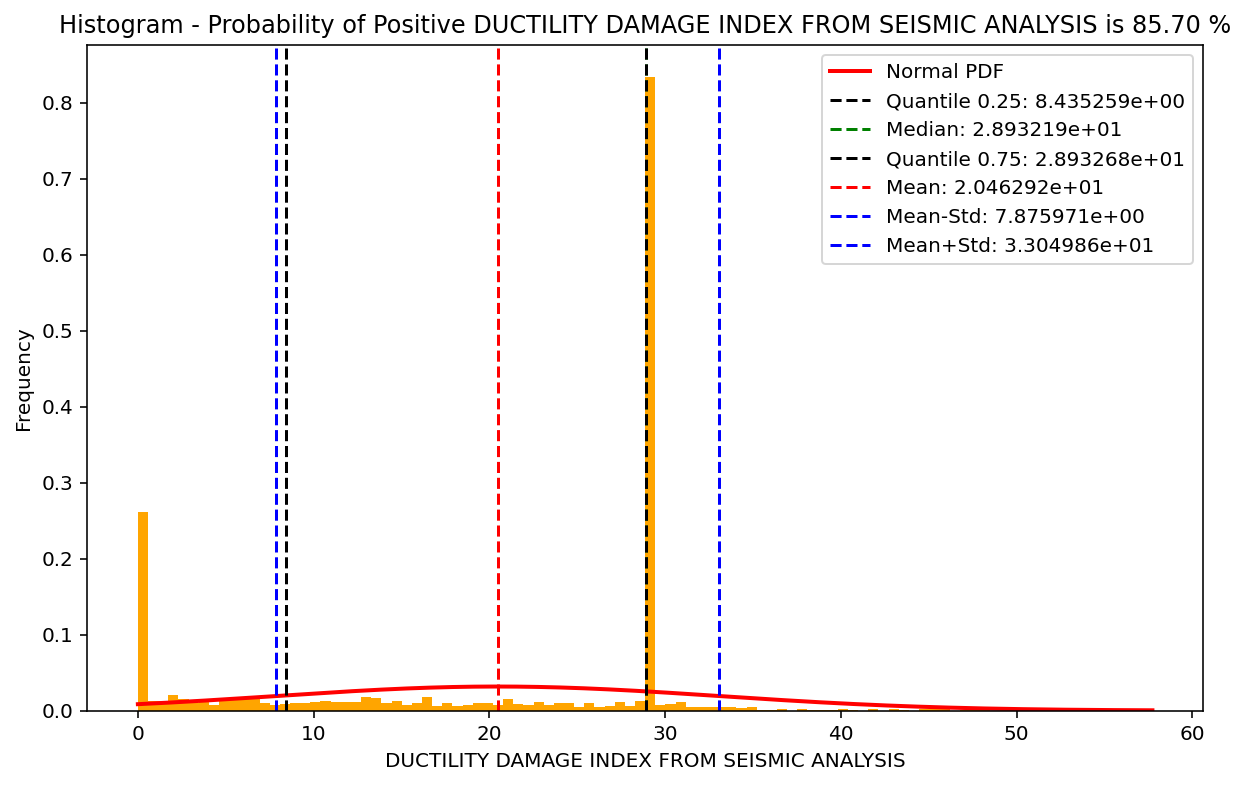 Histogram - Probability of Positive DUCTILITY DAMAGE INDEX FROM SEISMIC ANALYSIS is 85.70 %
Normal PDF
Quantile 0.25: 8.435259e+00
Median: 2.893219e+01
Quantile 0.75: 2.893268e+01
Mean: 2.046292e+01
Mean-Std: 7.875971e+00
Mean+Std: 3.304986e+01
Frequency
0.8
0.7
0.6
0.5
0.4
0.3
0.2
0.1
0.0
0 10 20 30 40 50 60
DUCTILITY DAMAGE INDEX FROM SEISMIC ANALYSIS